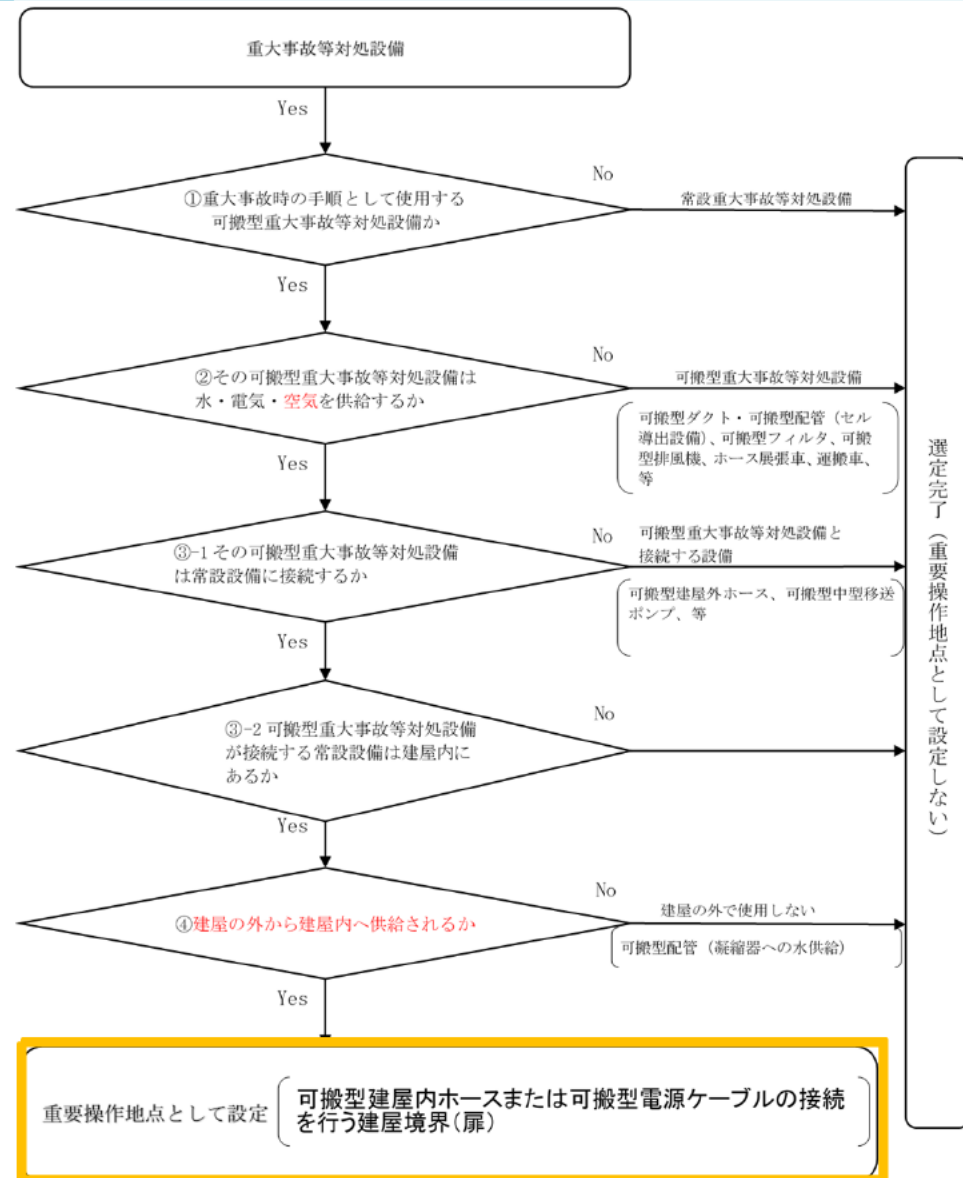 重大事故等対処設備
Yes
①重大事故時の手順として使用する
可搬型重大事故等対処設備か
No
常設重大事故等対処設備
Yes
②その可搬型重大事故等対処設備は
水・電気・空気を供給するか
No
可搬型重大事故等対処設備
可搬型ダクト・可搬型配管（セル
導出設備）、可搬型フィルタ、可搬
型排風機、ホース展張車、運搬車、
等
Yes
③-1 その可搬型重大事故等対処設備
は常設設備に接続するか
No
可搬型重大事故等対処設備と
接続する設備
可搬型建屋外ホース、可搬型中型移送
ポンプ、等
Yes
③-2 可搬型重大事故等対処設備
が接続する常設設備は建屋内に
あるか
No
Yes
④建屋の外から建屋内へ供給されるか
No
建屋の外で使用しない
可搬型配管（凝縮器への水供給）
Yes
重要操作地点として設定
可搬型建屋内ホースまたは可搬型電源ケーブルの接続
を行う建屋境界（扉）
選定完了（重要操作地点として設定しない）